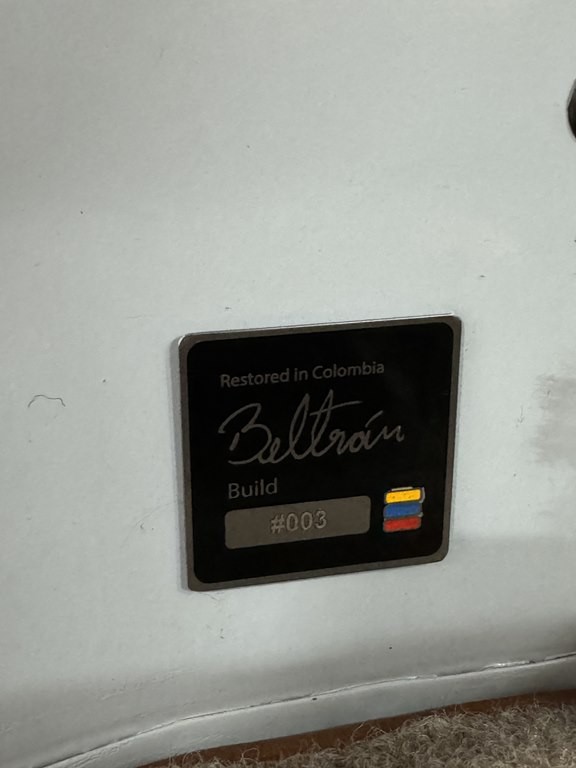 Restored in Colombia
Beltrán
Build
#003